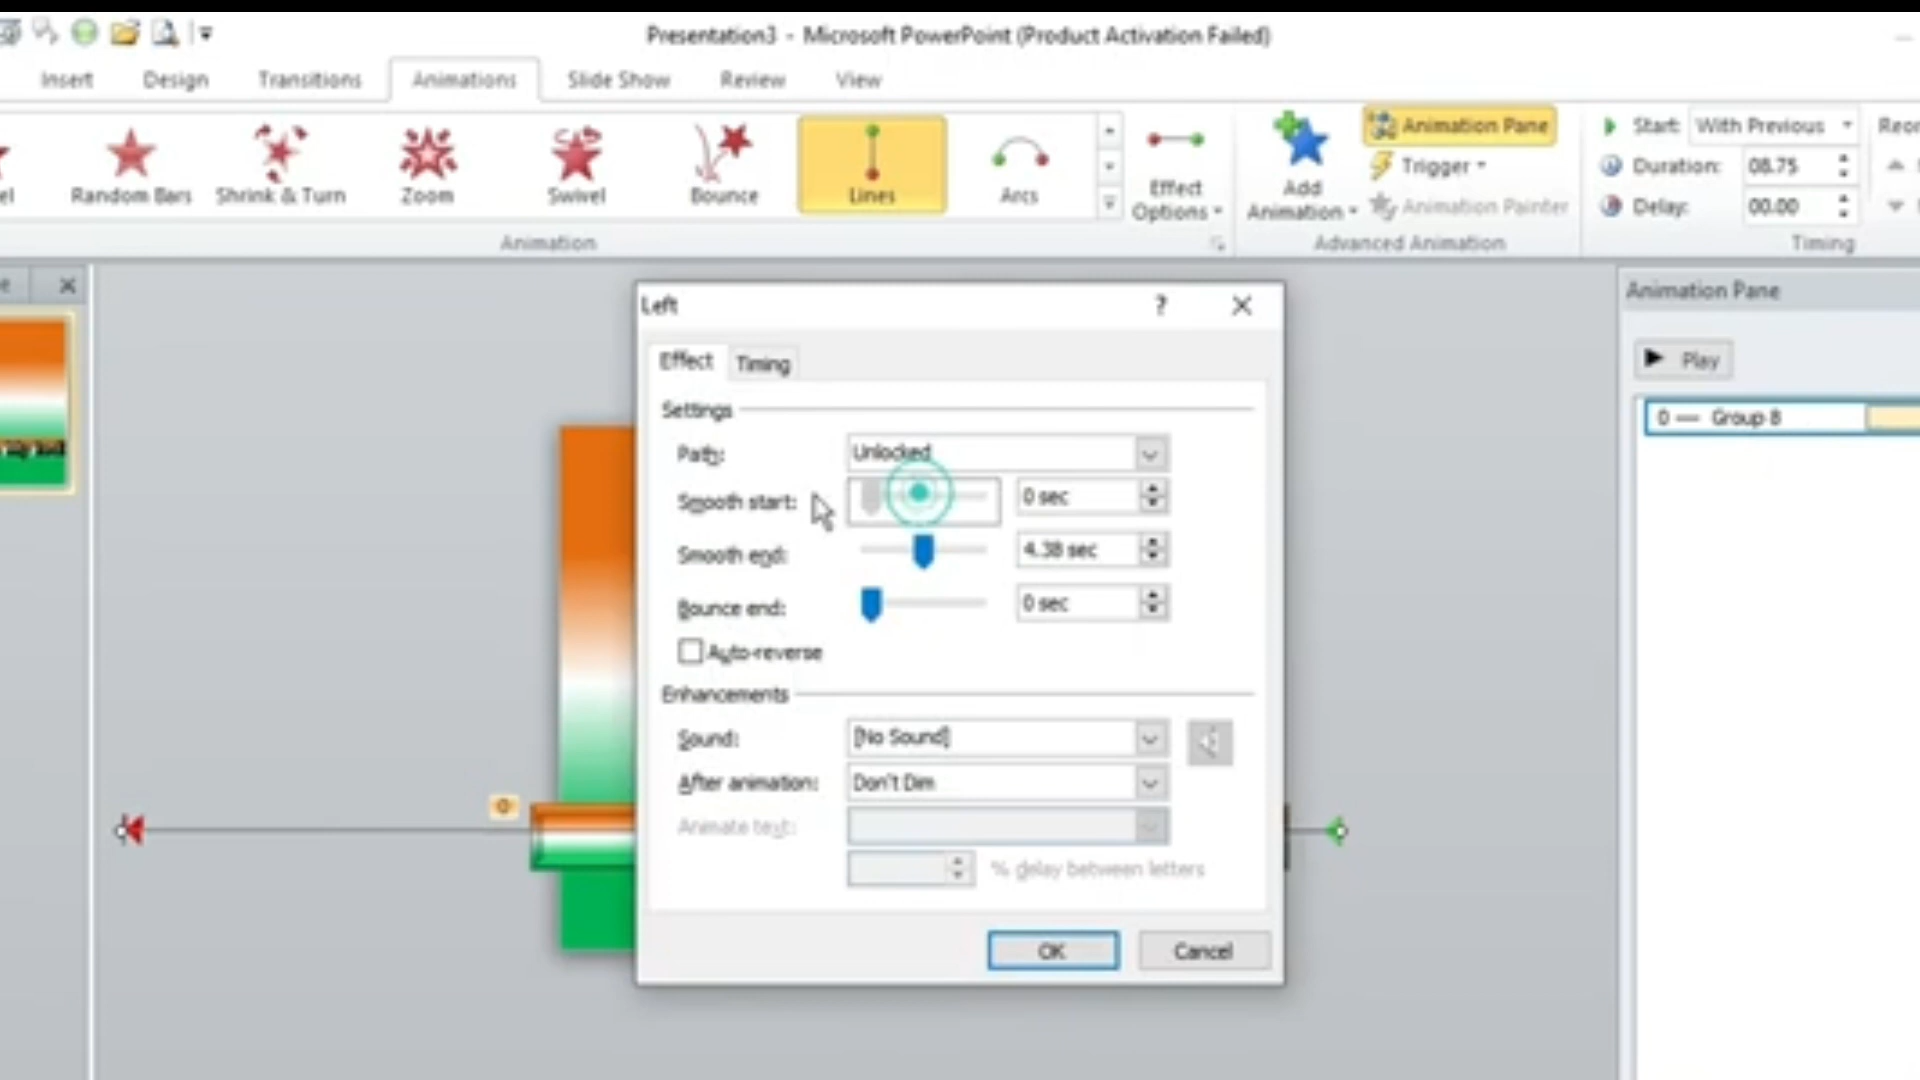 Presentation3 - Microsoft PowerPoint (Product Activation Failed)
Insert Design Transitions Animations Slide Show Review View
Random Bars Shrink & Turn Zoom Swivel Bounce Lines Arcs
Effect Options
Add Animation
Animation Pane
Trigger
Animation Painter
Start: With Previous
Duration: 08.75
Delay: 00.00
Animation Advanced Animation Timing
Left
Effect Timing
Settings
Path: Unlocked
Smooth start: 0 sec
Smooth end: 4.38 sec
Bounce end: 0 sec
Auto-reverse
Enhancements
Sound: [No Sound]
After animation: Don't Dim
Animate text:
% delay between letters
OK Cancel
Animation Pane
Play
0 Group 8
0